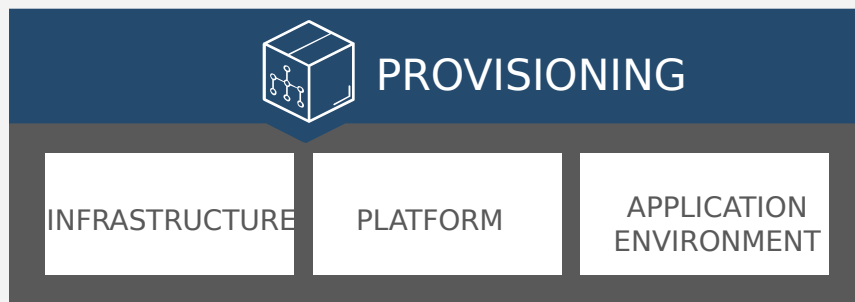 PROVISIONING
INFRASTRUCTURE
PLATFORM
APPLICATION
ENVIRONMENT